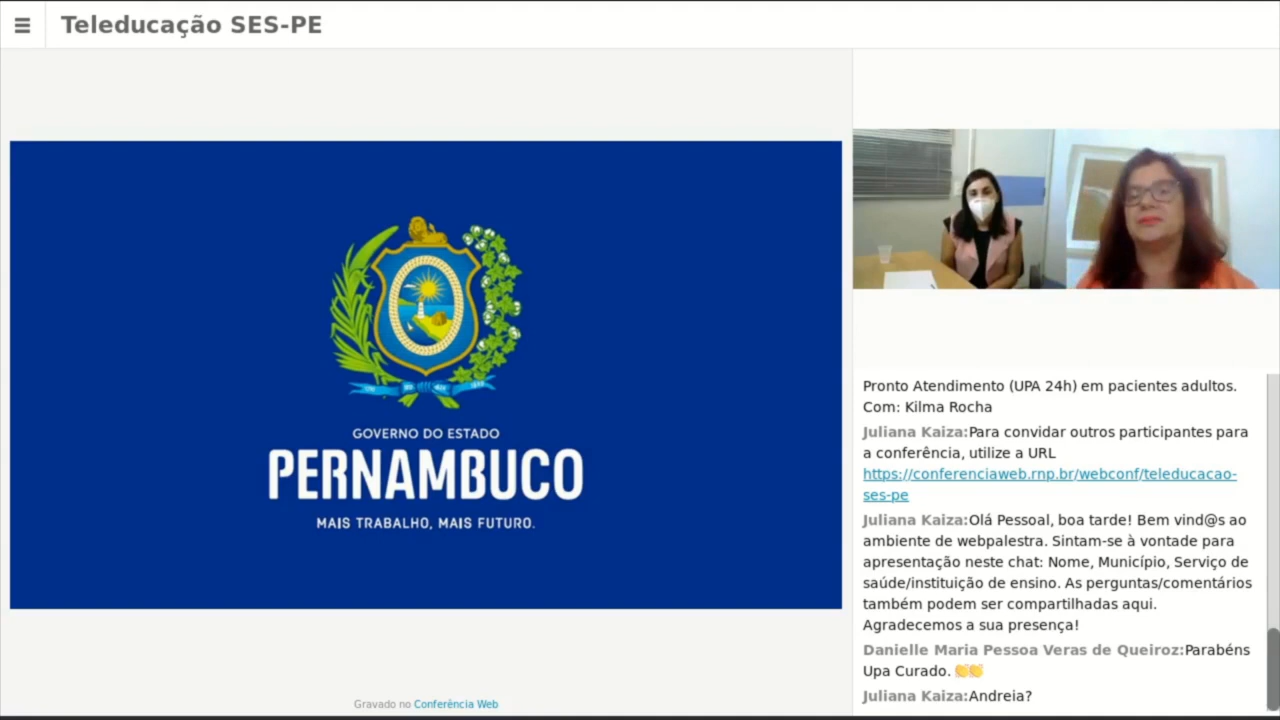 Teleducação SES-PE
GOVERNO DO ESTADO
PERNAMBUCO
MAIS TRABALHO, MAIS FUTURO.
Gravado no Conferência Web
Pronto Atendimento (UPA 24h) em pacientes adultos.
Com: Kilma Rocha
Juliana Kaiza:Para convidar outros participantes para
a conferência, utilize a URL
https://conferenciaweb.rnp.br/webconf/teleducacao-
ses-pe
Juliana Kaiza:Olá Pessoal, boa tarde! Bem vind@s ao
ambiente de webpalestra. Sintam-se à vontade para
apresentação neste chat: Nome, Município, Serviço de
saúde/instituição de ensino. As perguntas/comentários
também podem ser compartilhadas aqui.
Agradecemos a sua presença!
Danielle Maria Pessoa Veras de Queiroz:Parabéns
Upa Curado. 👏👏
Juliana Kaiza:Andreia?